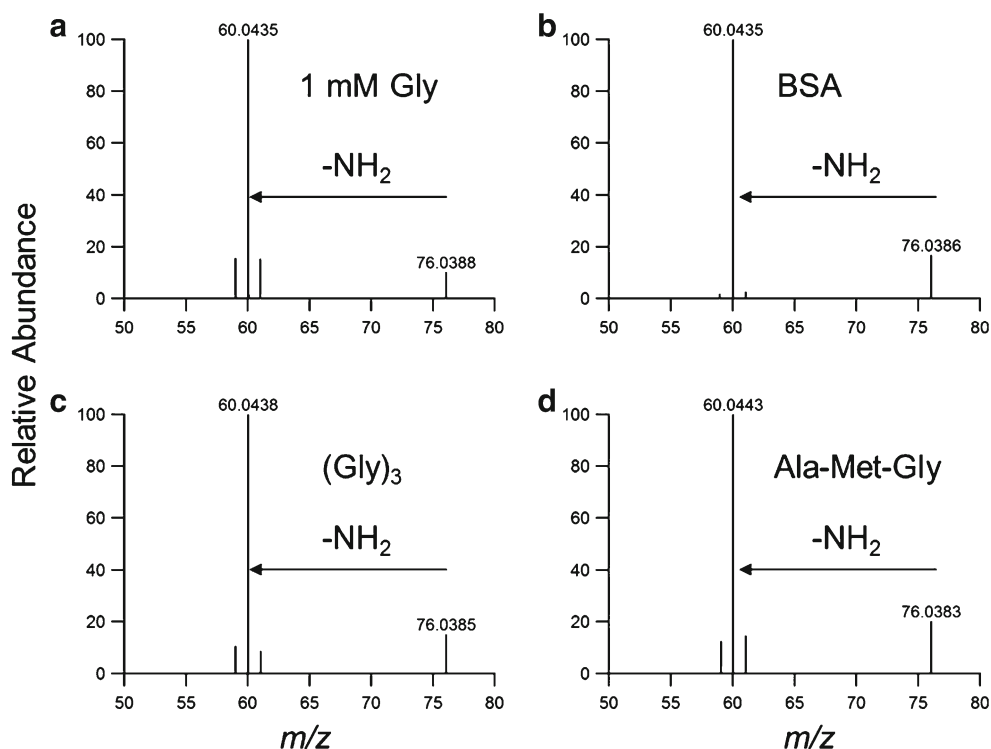 a
60.0435
100
80
60
40
20
0
1 mM Gly
-NH₂
76.0388
50 55 60 65 70 75 80
b
60.0435
100
80
60
40
20
0
BSA
-NH₂
76.0386
50 55 60 65 70 75 80
Relative Abundance
c
60.0438
100
80
60
40
20
0
(Gly)₃
-NH₂
76.0385
50 55 60 65 70 75 80
m/z
d
60.0443
100
80
60
40
20
0
Ala-Met-Gly
-NH₂
76.0383
50 55 60 65 70 75 80
m/z